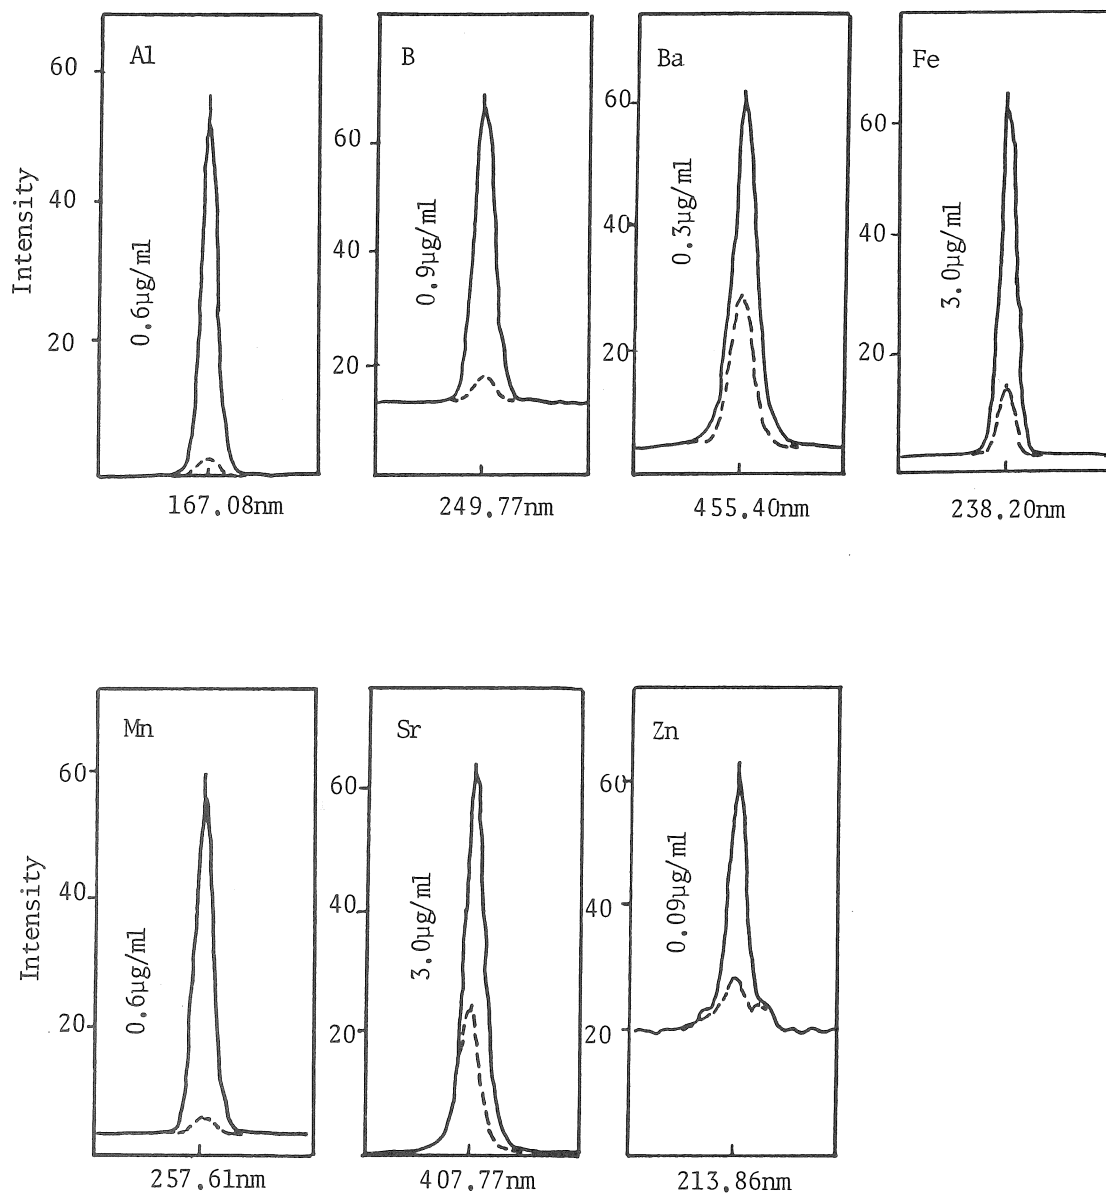 Al B Ba Fe
60 60 60 60
40 40 40 40
20 20 20 20
Intensity
0.6µg/ml 0.9µg/ml 0.3µg/ml 3.0µg/ml
167.08nm 249.77nm 455.40nm 238.20nm
Mn Sr Zn
60 60 60
40 40 40
20 20 20
Intensity
0.6µg/ml 3.0µg/ml 0.09µg/ml
257.61nm 407.77nm 213.86nm